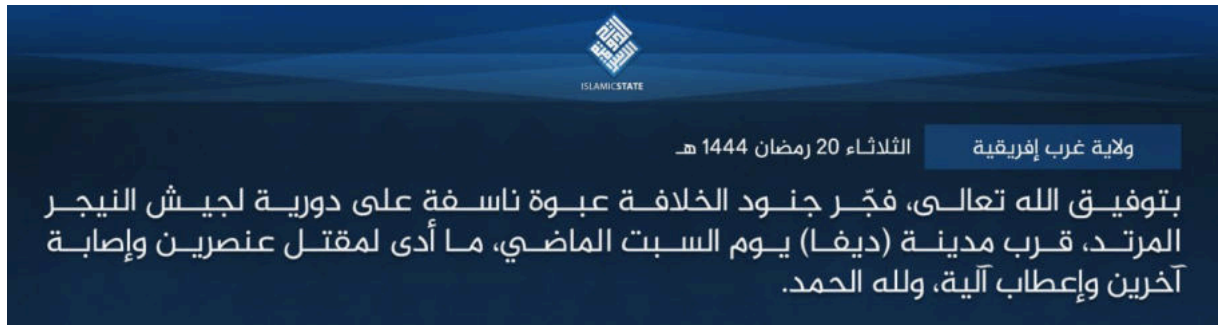 ISLAMICSTATE
ولاية غرب إفريقية الثلاثاء 20 رمضان 1444 هـ
بتوفيق الله تعالى، فجّر جنود الخلافة عبوة ناسفة على دورية لجيش النيجر
المرتد، قرب مدينة (ديفا) يوم السبت الماضي، ما أدى لمقتل عنصرين وإصابة
آخرين وإعطاب آلية، ولله الحمد.